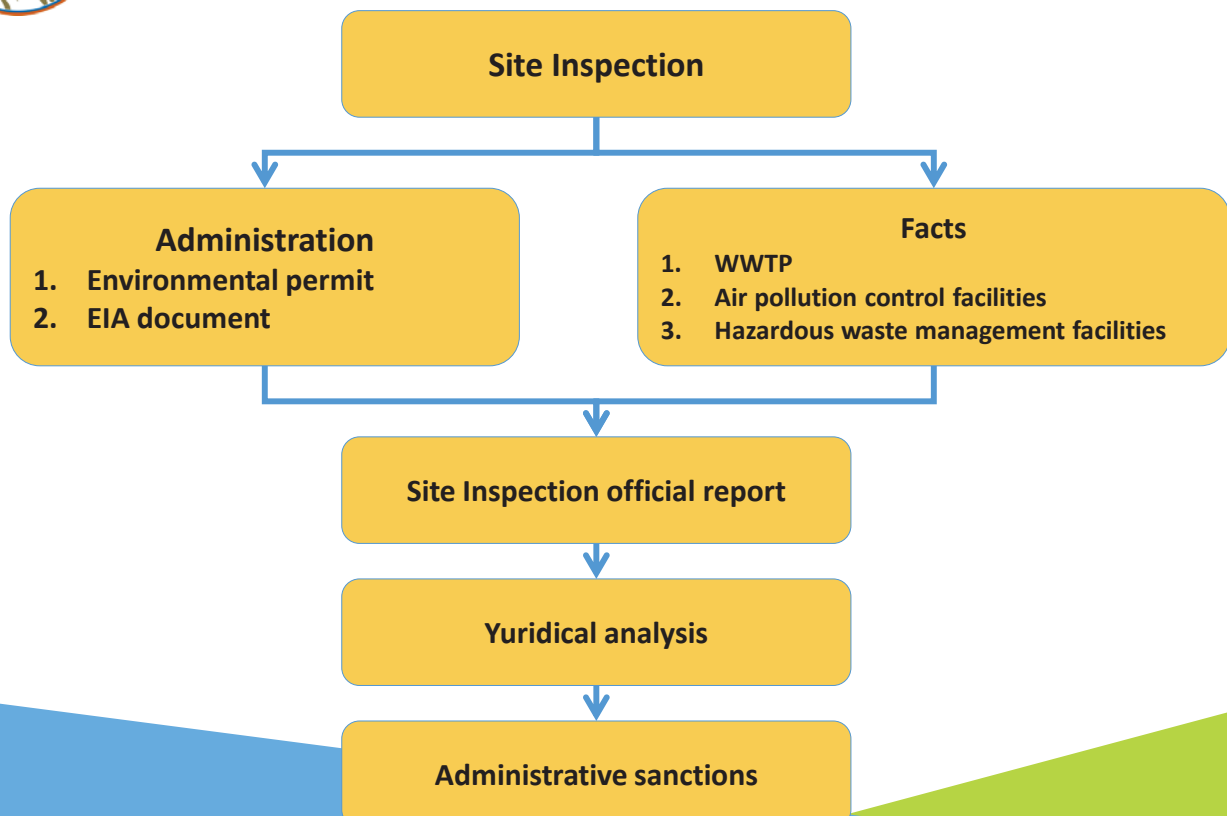 Site Inspection
Administration
1. Environmental permit
2. EIA document
Facts
1. WWTP
2. Air pollution control facilities
3. Hazardous waste management facilities
Site Inspection official report
Yuridical analysis
Administrative sanctions